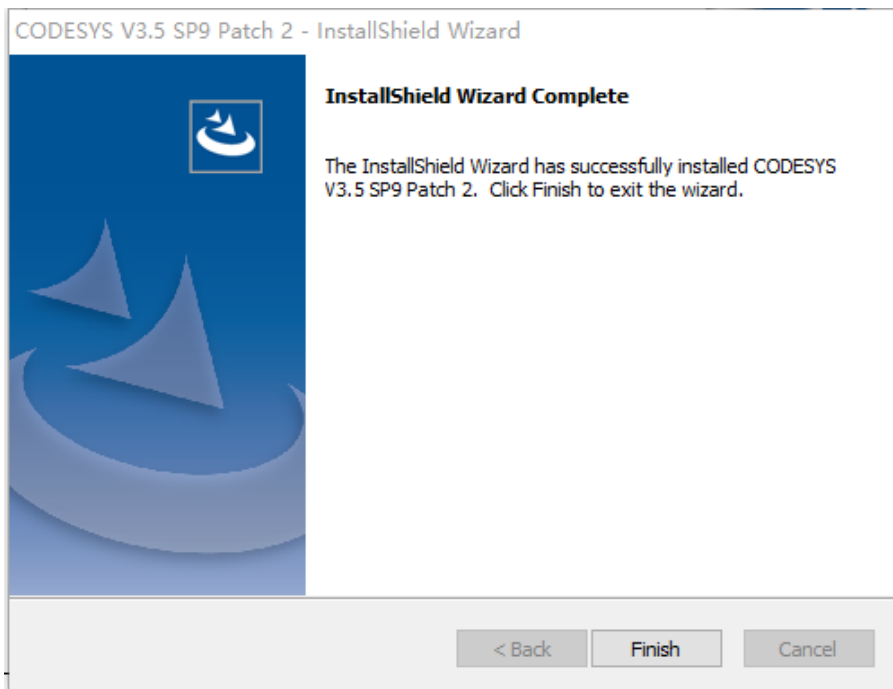 CODESYS V3.5 SP9 Patch 2 - InstallShield Wizard
InstallShield Wizard Complete
The InstallShield Wizard has successfully installed CODESYS
V3.5 SP9 Patch 2. Click Finish to exit the wizard.
< Back
Finish
Cancel